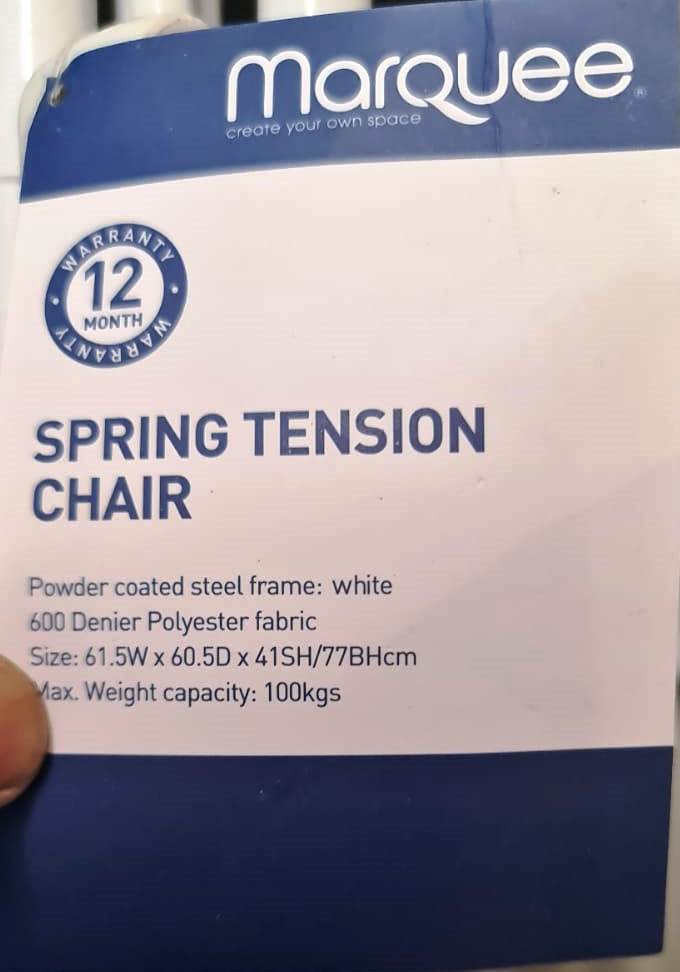 marquee
create your own space
WARRANTY
12
MONTH
WARRANTY
SPRING TENSION
CHAIR
Powder coated steel frame: white
600 Denier Polyester fabric
Size: 61.5W x 60.5D x 41SH/77BHcm
Max. Weight capacity: 100kgs